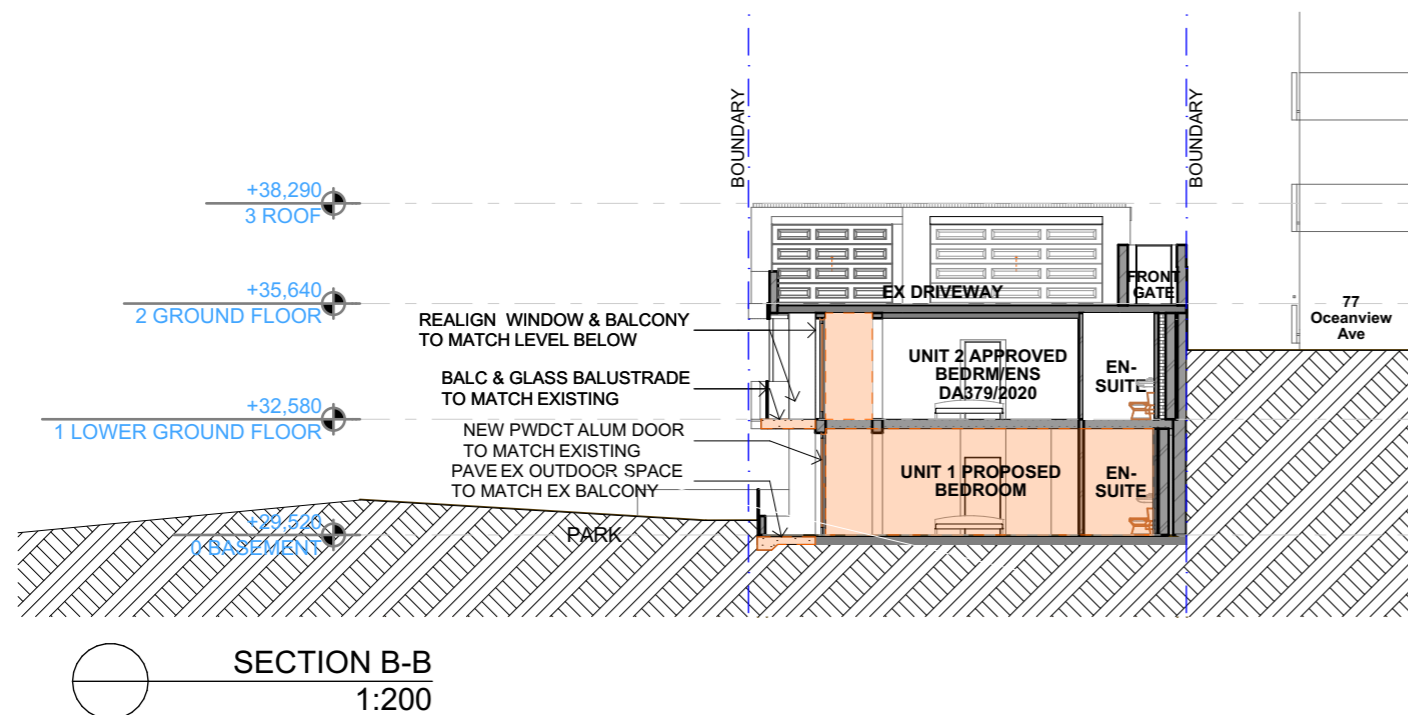 BOUNDARY
BOUNDARY
+38,290
3 ROOF
+35,640
2 GROUND FLOOR
EX DRIVEWAY
FRONT
GATE
77
Oceanview
Ave
REALIGN WINDOW & BALCONY
TO MATCH LEVEL BELOW
UNIT 2 APPROVED
BEDRM/ENS
DA379/2020
EN-
SUITE
BALC & GLASS BALUSTRADE
TO MATCH EXISTING
+32,580
1 LOWER GROUND FLOOR
NEW PWDCT ALUM DOOR
TO MATCH EXISTING
PAVE EX OUTDOOR SPACE
TO MATCH EX BALCONY
UNIT 1 PROPOSED
BEDROOM
EN-
SUITE
+29,520
0 BASEMENT
PARK
SECTION B-B
1:200